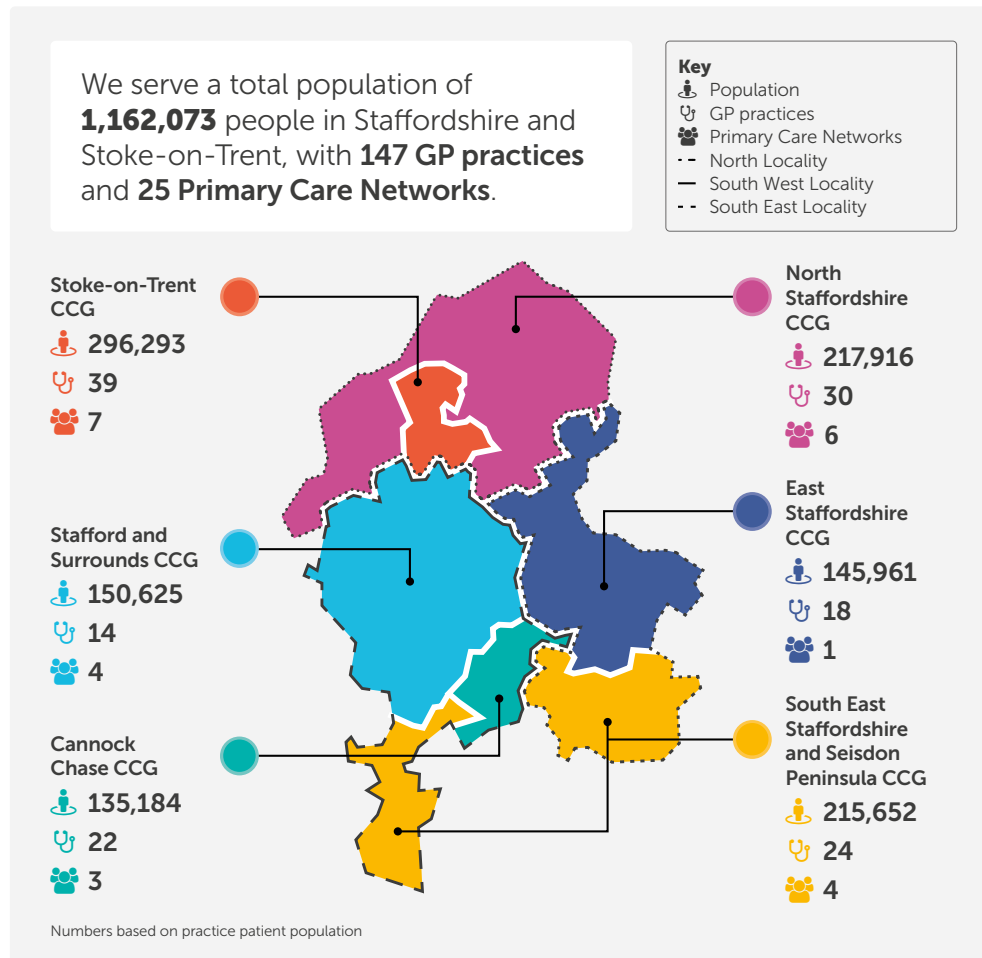 We serve a total population of
1,162,073 people in Staffordshire and
Stoke-on-Trent, with 147 GP practices
and 25 Primary Care Networks.
Key
Population
GP practices
Primary Care Networks
North Locality
South West Locality
South East Locality
Stoke-on-Trent
CCG
296,293
39
7
North
Staffordshire
CCG
217,916
30
6
Stafford and
Surrounds CCG
150,625
14
4
East
Staffordshire
CCG
145,961
18
1
Cannock
Chase CCG
135,184
22
3
South East
Staffordshire
and Seisdon
Peninsula CCG
215,652
24
4
Numbers based on practice patient population